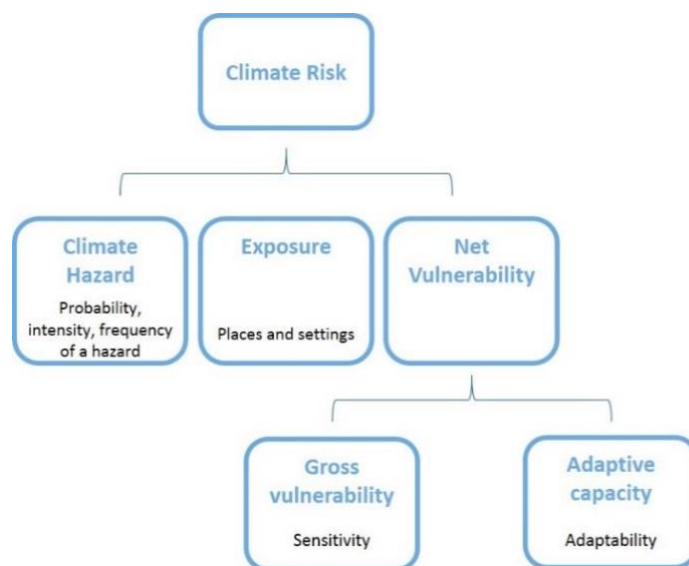 Climate Risk
Climate
Hazard
Probability,
intensity, frequency
of a hazard
Exposure
Places and settings
Net
Vulnerability
Gross
vulnerability
Sensitivity
Adaptive
capacity
Adaptability